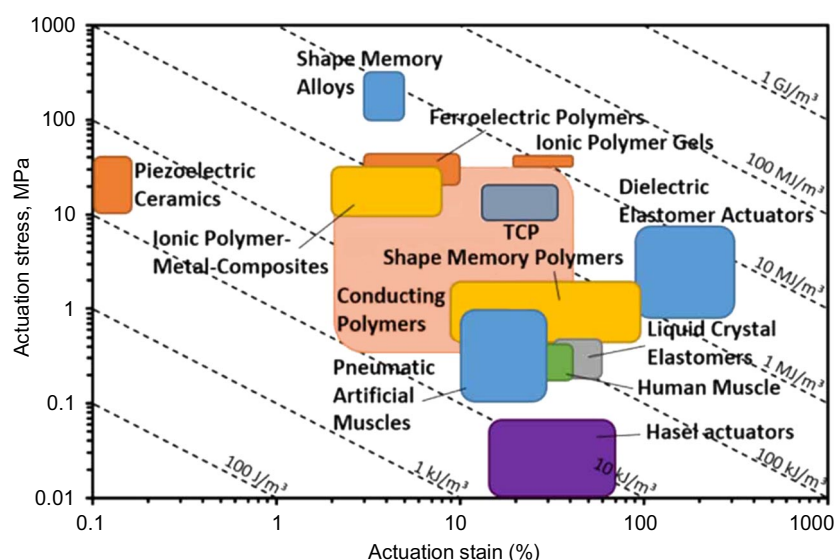 1000
100
10
1
0.1
0.01
Actuation stress, MPa
Shape Memory
Alloys
Ferroelectric Polymers
Ionic Polymer Gels
1 GJ/m³
100 MJ/m³
Piezoelectric
Ceramics
Dielectric
Elastomer Actuators
TCP
Ionic Polymer-
Metal-Composites
Shape Memory Polymers
10 MJ/m³
Conducting
Polymers
Liquid Crystal
Elastomers
1 MJ/m³
Pneumatic
Artificial
Muscles
Human Muscle
Hasel actuators
100 J/m³
1 kJ/m³
10 kJ/m³
100 kJ/m³
0.1
1
10
100
1000
Actuation stain (%)